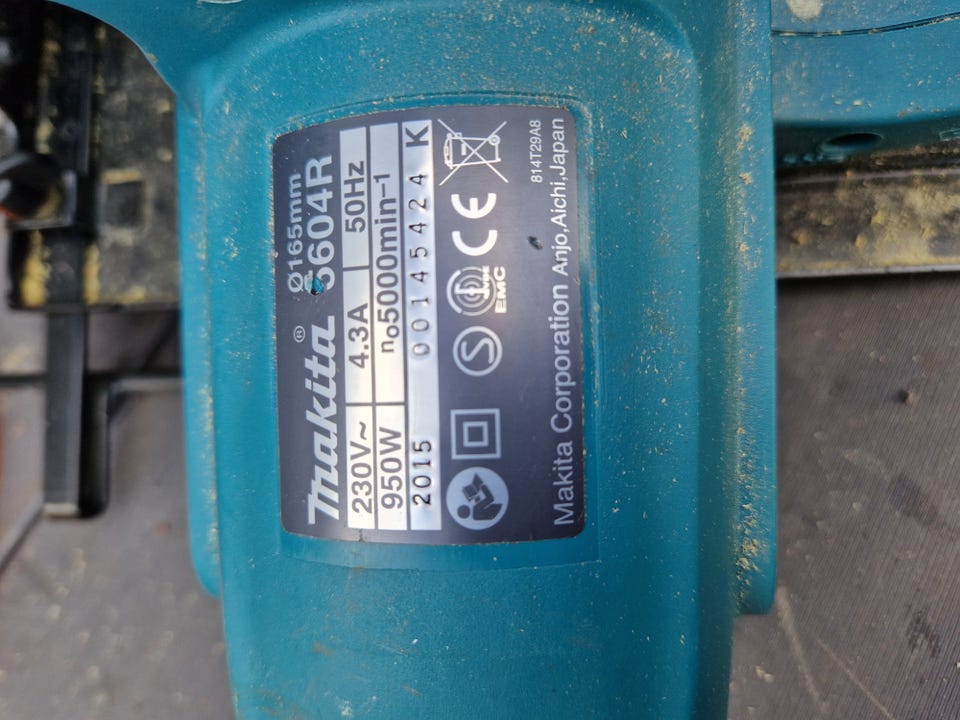 Ø165mm
Makita® 5604R
230V~ 4.3A 50Hz
950W n₀5000min⁻¹
2015 00145424 K
S
EMC
CE
814T29A8
Makita Corporation Anjo,Aichi,Japan